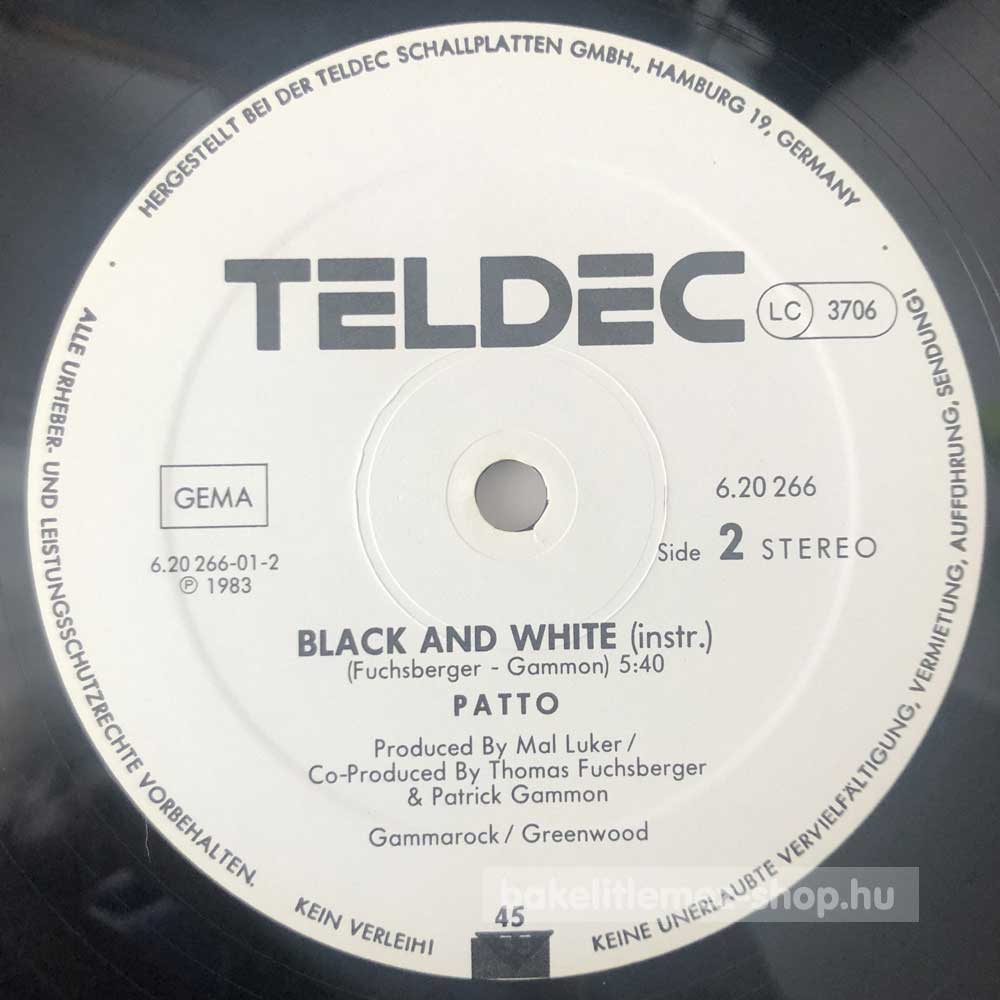 HERGESTELLT BEI DER TELDEC SCHALLPLATTEN GMBH., HAMBURG 19, GERMANY
TELDEC
LC 3706
GEMA
6.20 266-01-2
℗ 1983
6.20 266
Side 2 STEREO
BLACK AND WHITE (instr.)
(Fuchsberger - Gammon) 5:40
PATTO
Produced By Mal Luker /
Co-Produced By Thomas Fuchsberger
& Patrick Gammon
Gammarock / Greenwood
45
ALLE URHEBER- UND LEISTUNGSSCHUTZRECHTE VORBEHALTEN.
KEIN VERLEIH!
KEINE UNERLAUBTE VERVIELFÄLTIGUNG, VERMIETUNG, AUFFÜHRUNG, SENDUNG!
bakelitlemez-shop.hu